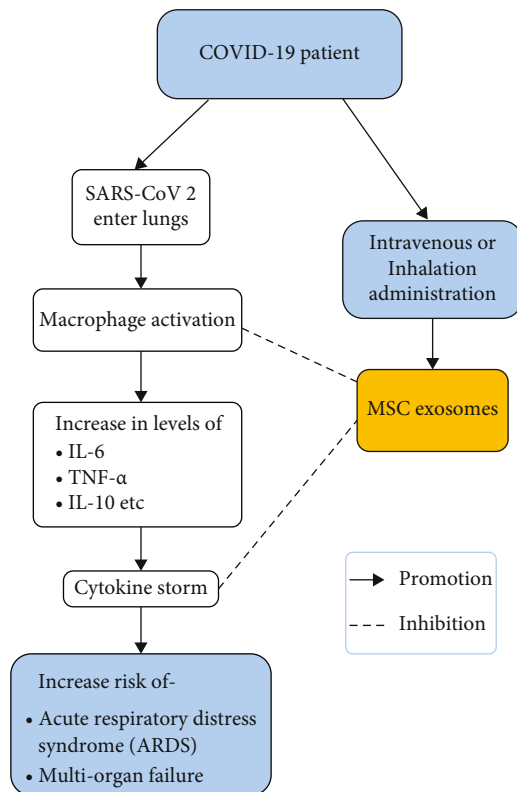 COVID-19 patient
SARS-CoV 2
enter lungs
Intravenous or
Inhalation
administration
Macrophage activation
MSC exosomes
Increase in levels of
• IL-6
• TNF-α
• IL-10 etc
Cytokine storm
Promotion
Inhibition
Increase risk of-
• Acute respiratory distress
syndrome (ARDS)
• Multi-organ failure